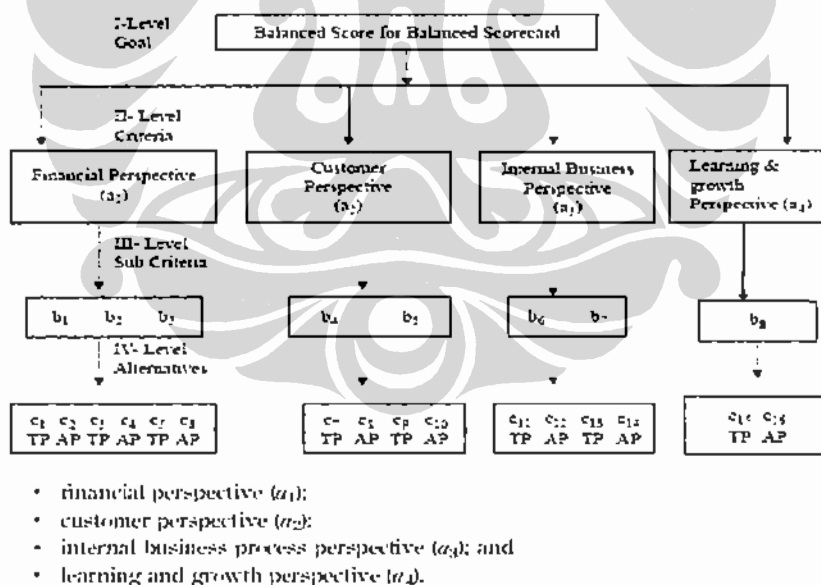 I-Level
Goal
Balanced Score for Balanced Scorecard
II- Level
Criteria
Financial Perspective
Customer
Perspective
Internal Business
Perspective
Learning &
growth
Perspective (a4)
III- Level
Sub Criteria
b1 b2 b3
b4 b5
b6 b7
b8
IV- Level
Alternatives
c1 c2 c3 c4 c5 c6
TP AP TP AP TP AP
c7 c8 c9 c10
TP AP TP AP
c11 c12 c13 c14
TP AP TP AP
c15 c16
TP AP
• financial perspective (a1);
• customer perspective (a2);
• internal business process perspective (a3); and
• learning and growth perspective (a4).